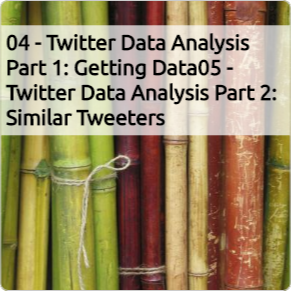 04 - Twitter Data Analysis
Part 1: Getting Data05 -
Twitter Data Analysis Part 2:
Similar Tweeters